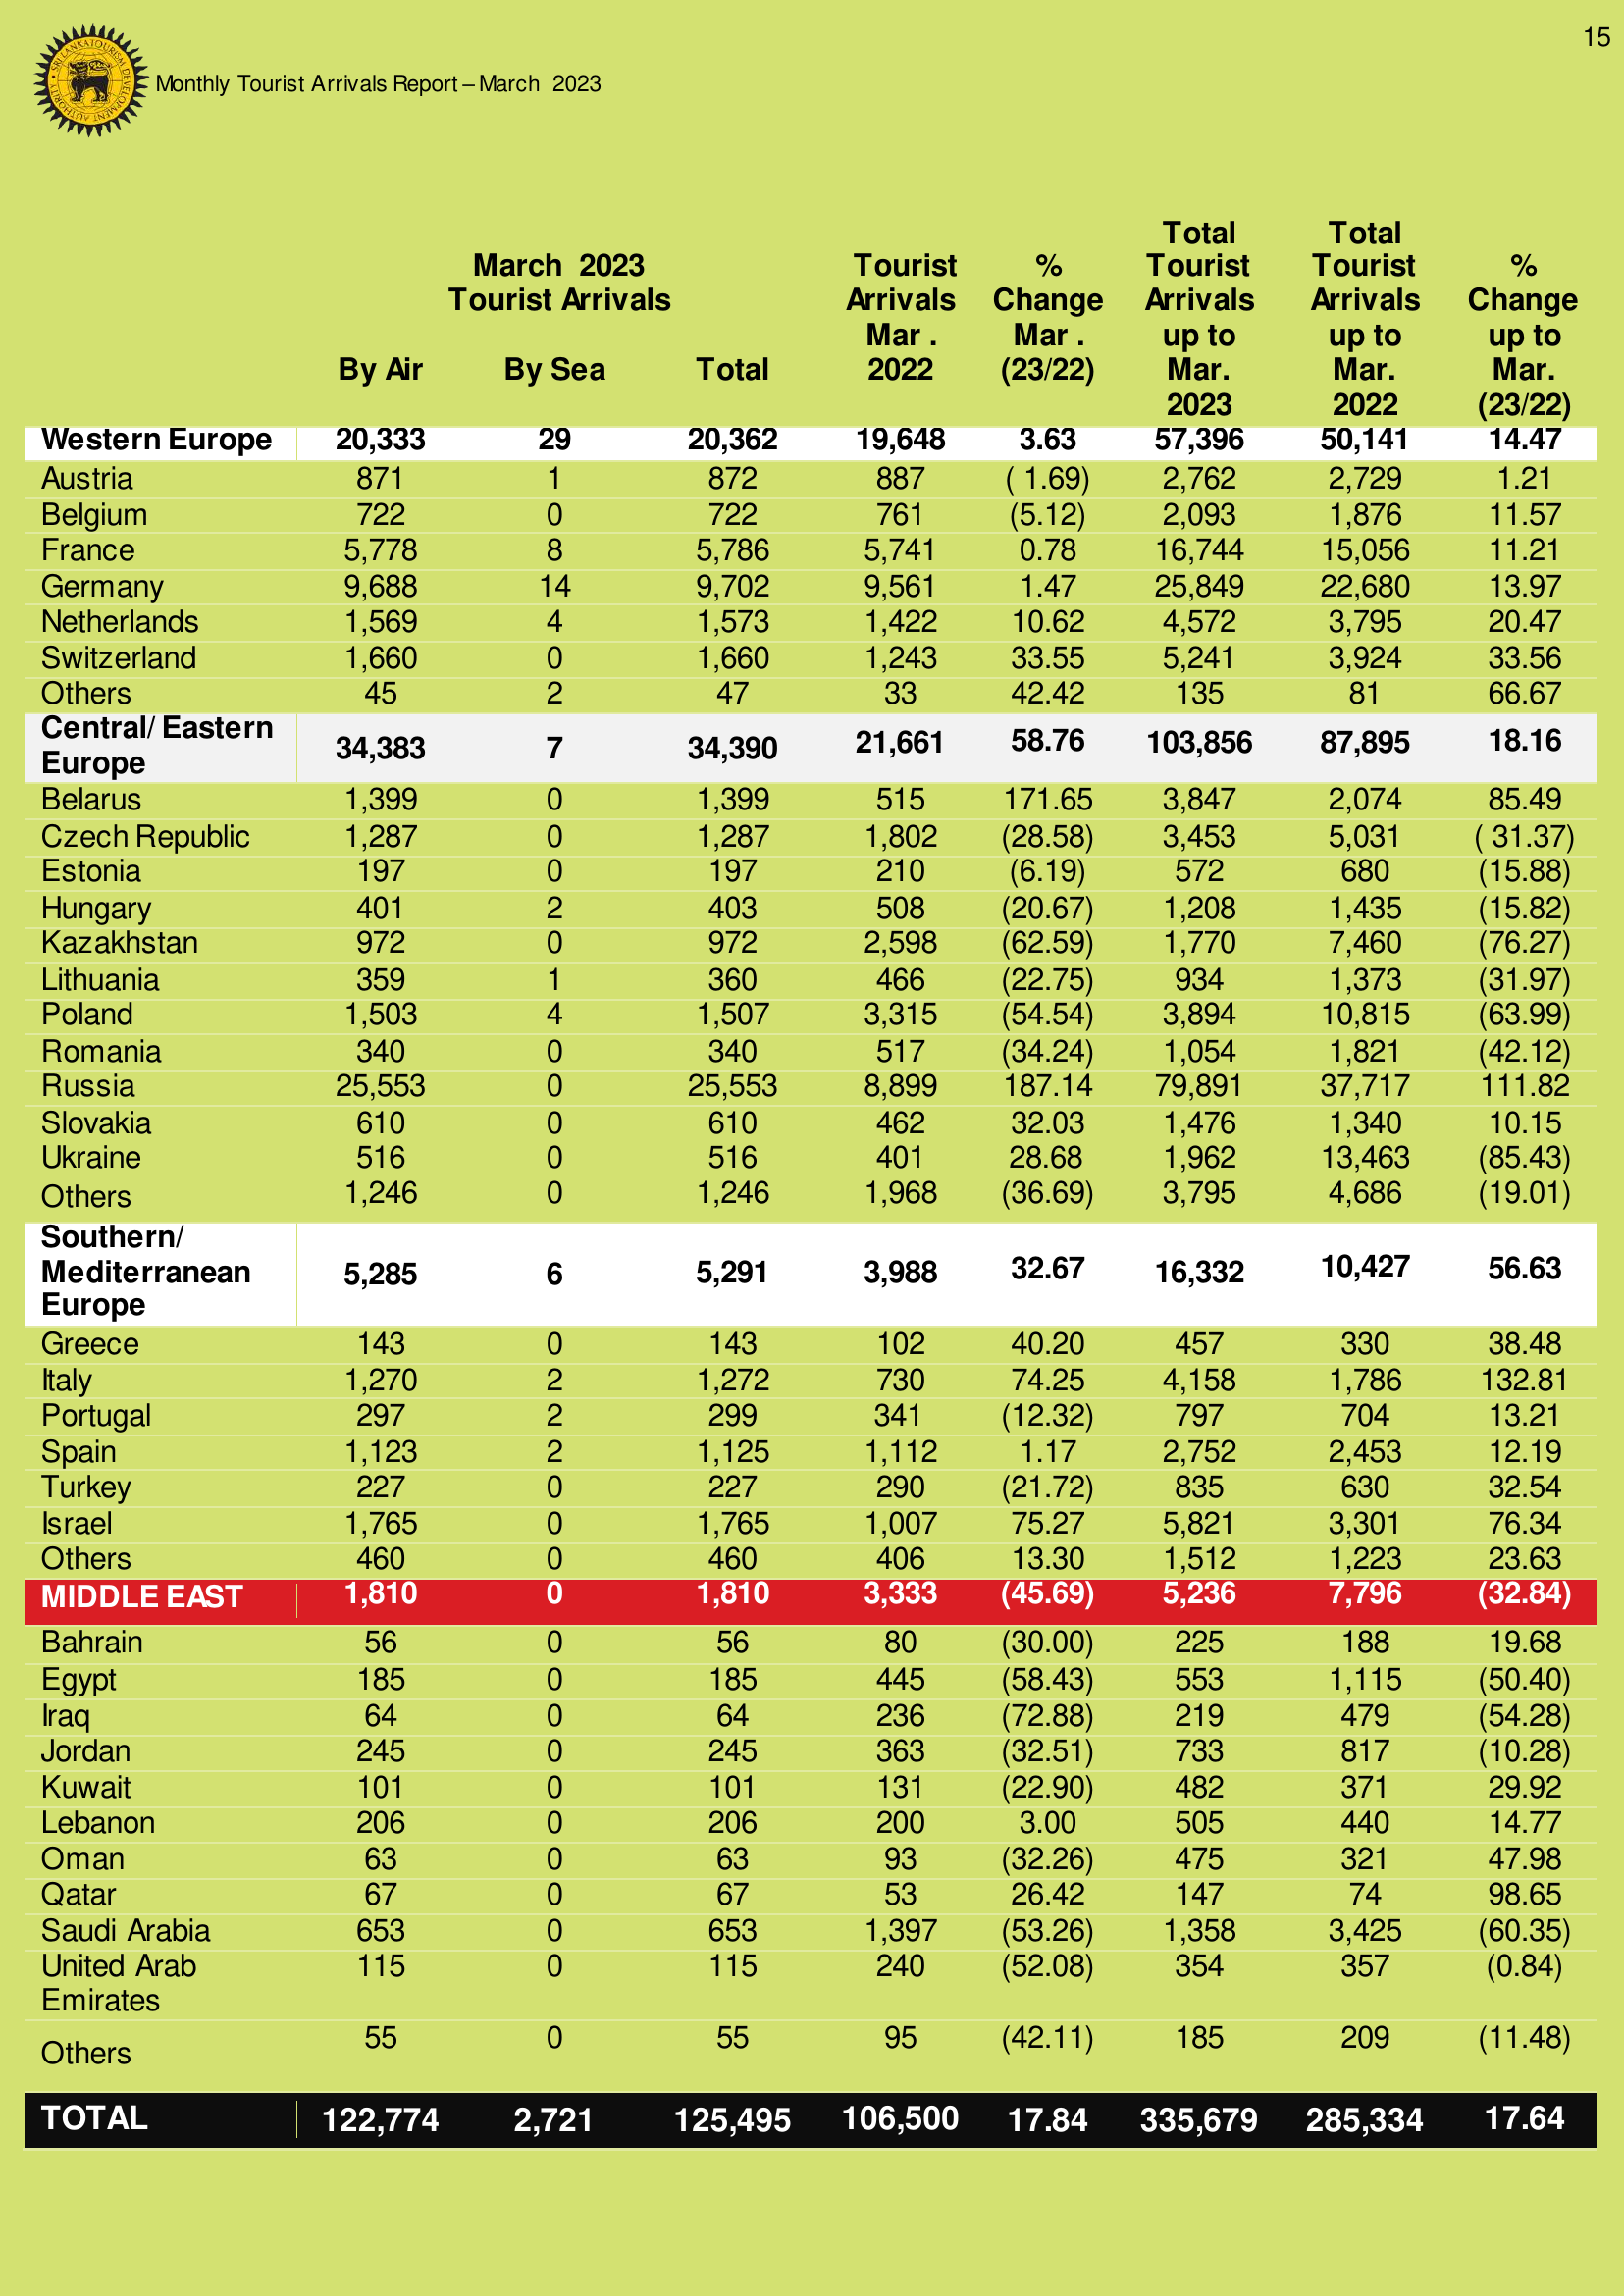 15
SRI LANKA TOURISM DEVELOPMENT AUTHORITY
Monthly Tourist Arrivals Report – March 2023
March 2023 Tourist Arrivals
By Air By Sea Total Tourist Arrivals Mar . 2022 % Change Mar . (23/22) Total Tourist Arrivals up to Mar. 2023 Total Tourist Arrivals up to Mar. 2022 % Change up to Mar. (23/22)
Western Europe 20,333 29 20,362 19,648 3.63 57,396 50,141 14.47
Austria 871 1 872 887 ( 1.69) 2,762 2,729 1.21
Belgium 722 0 722 761 (5.12) 2,093 1,876 11.57
France 5,778 8 5,786 5,741 0.78 16,744 15,056 11.21
Germany 9,688 14 9,702 9,561 1.47 25,849 22,680 13.97
Netherlands 1,569 4 1,573 1,422 10.62 4,572 3,795 20.47
Switzerland 1,660 0 1,660 1,243 33.55 5,241 3,924 33.56
Others 45 2 47 33 42.42 135 81 66.67
Central/ Eastern Europe 34,383 7 34,390 21,661 58.76 103,856 87,895 18.16
Belarus 1,399 0 1,399 515 171.65 3,847 2,074 85.49
Czech Republic 1,287 0 1,287 1,802 (28.58) 3,453 5,031 ( 31.37)
Estonia 197 0 197 210 (6.19) 572 680 (15.88)
Hungary 401 2 403 508 (20.67) 1,208 1,435 (15.82)
Kazakhstan 972 0 972 2,598 (62.59) 1,770 7,460 (76.27)
Lithuania 359 1 360 466 (22.75) 934 1,373 (31.97)
Poland 1,503 4 1,507 3,315 (54.54) 3,894 10,815 (63.99)
Romania 340 0 340 517 (34.24) 1,054 1,821 (42.12)
Russia 25,553 0 25,553 8,899 187.14 79,891 37,717 111.82
Slovakia 610 0 610 462 32.03 1,476 1,340 10.15
Ukraine 516 0 516 401 28.68 1,962 13,463 (85.43)
Others 1,246 0 1,246 1,968 (36.69) 3,795 4,686 (19.01)
Southern/ Mediterranean Europe 5,285 6 5,291 3,988 32.67 16,332 10,427 56.63
Greece 143 0 143 102 40.20 457 330 38.48
Italy 1,270 2 1,272 730 74.25 4,158 1,786 132.81
Portugal 297 2 299 341 (12.32) 797 704 13.21
Spain 1,123 2 1,125 1,112 1.17 2,752 2,453 12.19
Turkey 227 0 227 290 (21.72) 835 630 32.54
Israel 1,765 0 1,765 1,007 75.27 5,821 3,301 76.34
Others 460 0 460 406 13.30 1,512 1,223 23.63
MIDDLE EAST 1,810 0 1,810 3,333 (45.69) 5,236 7,796 (32.84)
Bahrain 56 0 56 80 (30.00) 225 188 19.68
Egypt 185 0 185 445 (58.43) 553 1,115 (50.40)
Iraq 64 0 64 236 (72.88) 219 479 (54.28)
Jordan 245 0 245 363 (32.51) 733 817 (10.28)
Kuwait 101 0 101 131 (22.90) 482 371 29.92
Lebanon 206 0 206 200 3.00 505 440 14.77
Oman 63 0 63 93 (32.26) 475 321 47.98
Qatar 67 0 67 53 26.42 147 74 98.65
Saudi Arabia 653 0 653 1,397 (53.26) 1,358 3,425 (60.35)
United Arab Emirates 115 0 115 240 (52.08) 354 357 (0.84)
Others 55 0 55 95 (42.11) 185 209 (11.48)
TOTAL 122,774 2,721 125,495 106,500 17.84 335,679 285,334 17.64